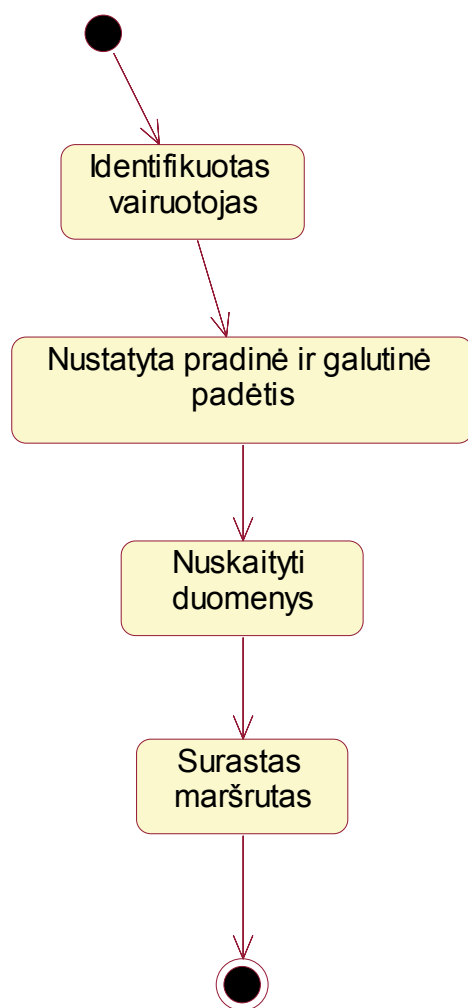 Identifikuotas
vairuotojas
Nustatyta pradinė ir galutinė
padėtis
Nuskaityti
duomenys
Surastas
maršrutas